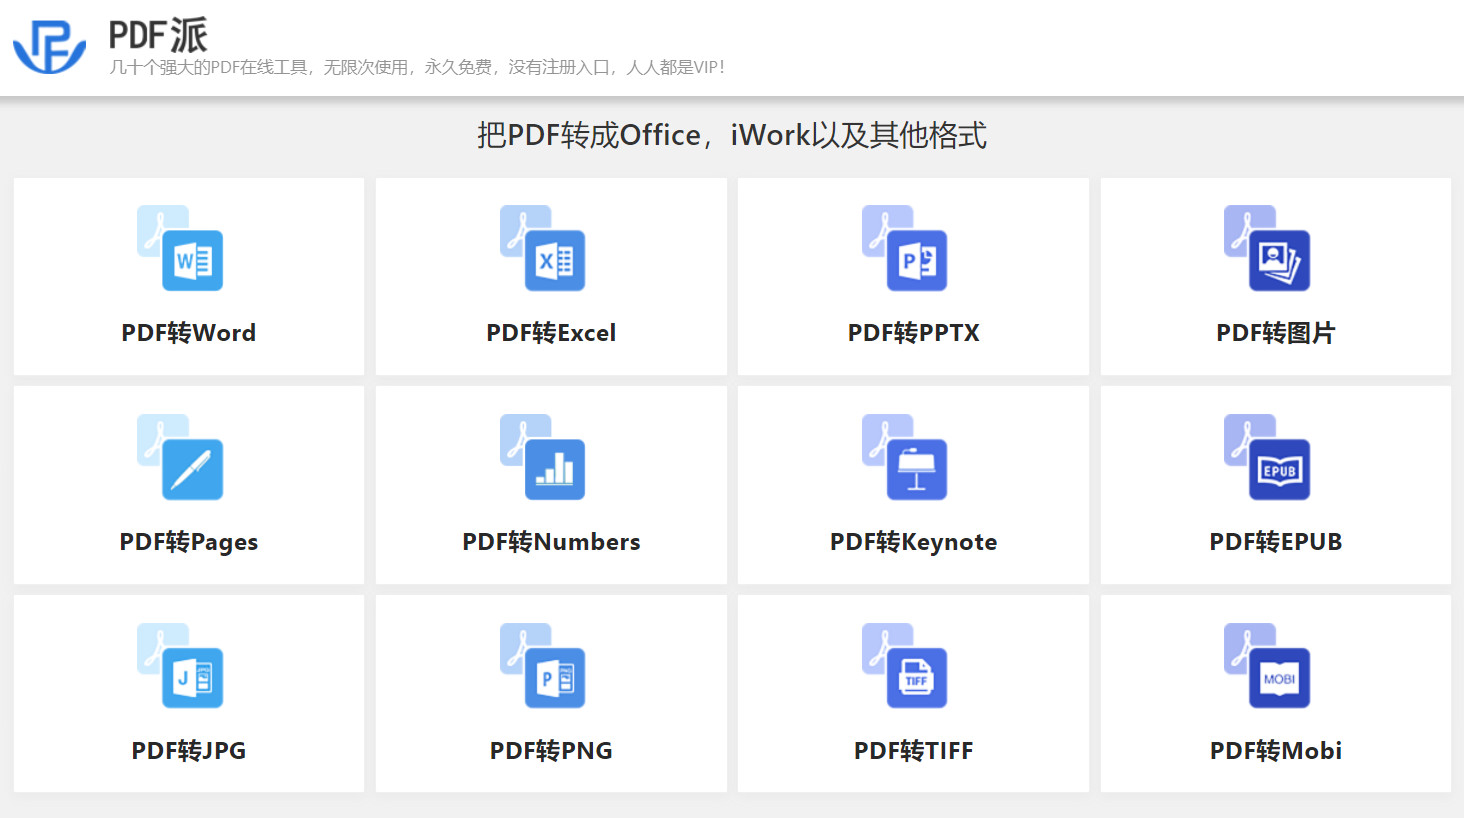 PDF派
几十个强大的PDF在线工具，无限次使用，永久免费，没有注册入口，人人都是VIP！
把PDF转成Office，iWork以及其他格式
W
X
P
PDF转Word
PDF转Excel
PDF转PPTX
PDF转图片
EPUB
PDF转Pages
PDF转Numbers
PDF转Keynote
PDF转EPUB
J
P
TIFF
MOBI
PDF转JPG
PDF转PNG
PDF转TIFF
PDF转Mobi